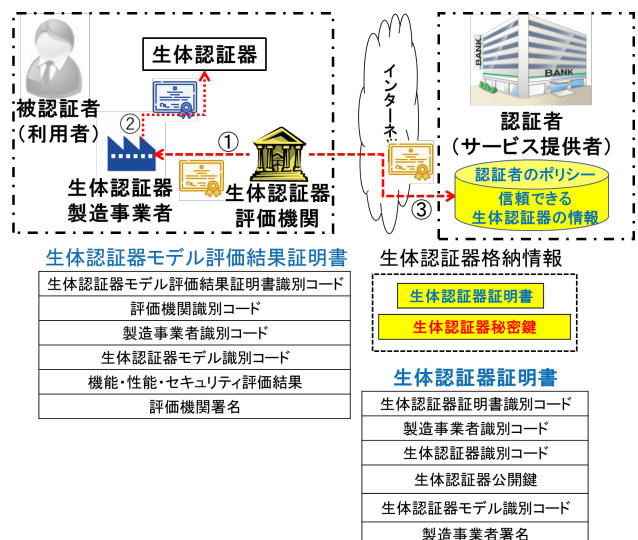 生体認証器
被認証者
(利用者)
②
①
生体認証器
製造事業者
生体認証器
評価機関
インターネ
③
BANK
BANK
認証者
(サービス提供者)
認証者のポリシー
信頼できる
生体認証器の情報
生体認証器モデル評価結果証明書
生体認証器モデル評価結果証明書識別コード
評価機関識別コード
製造事業者識別コード
生体認証器モデル識別コード
機能・性能・セキュリティ評価結果
評価機関署名
生体認証器格納情報
生体認証器証明書
生体認証器秘密鍵
生体認証器証明書
生体認証器証明書識別コード
製造事業者識別コード
生体認証器識別コード
生体認証器公開鍵
生体認証器モデル識別コード
製造事業者署名